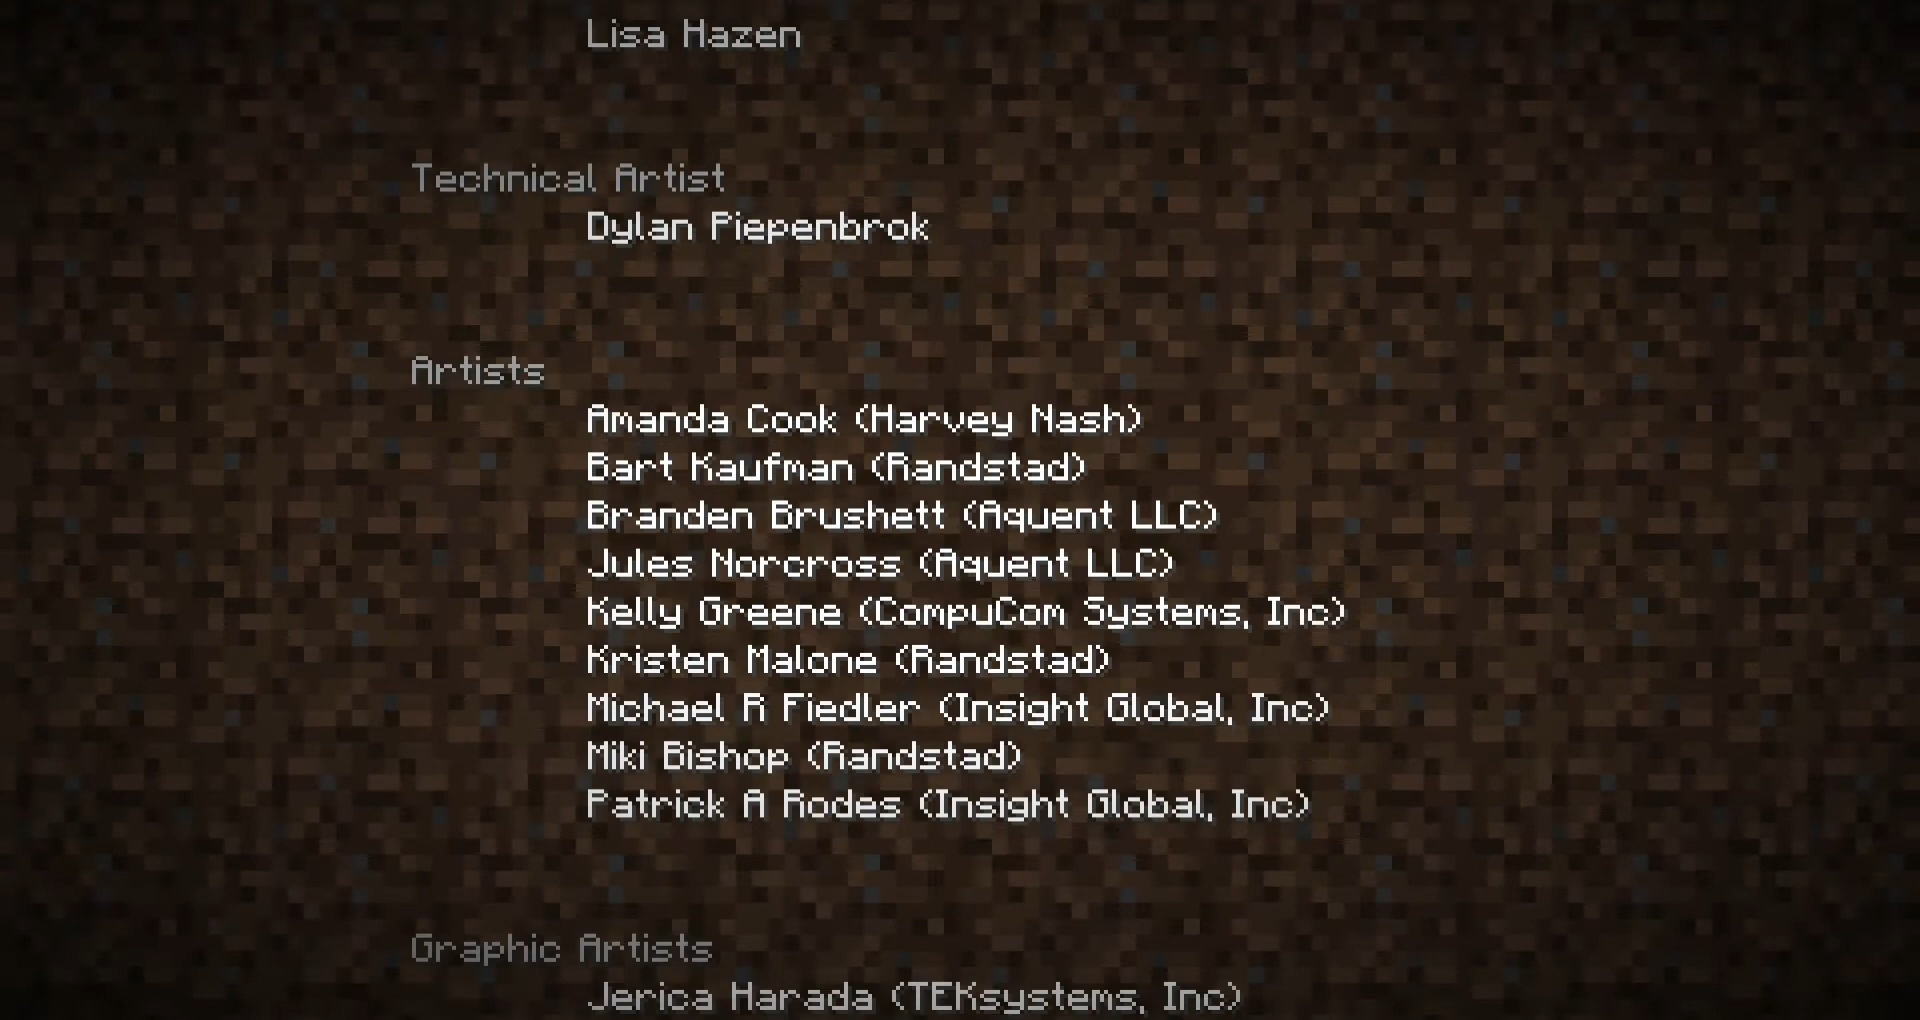 Lisa Hazen
Technical Artist
Dylan Piepenbrok
Artists
Amanda Cook (Harvey Nash)
Bart Kaufman (Randstad)
Branden Brushett (Aquent LLC)
Jules Norcross (Aquent LLC)
Kelly Greene (CompuCom Systems, Inc)
Kristen Malone (Randstad)
Michael R Fiedler (Insight Global, Inc)
Miki Bishop (Randstad)
Patrick A Rodes (Insight Global, Inc)
Graphic Artists
Jerica Harada (TEKsystems, Inc)